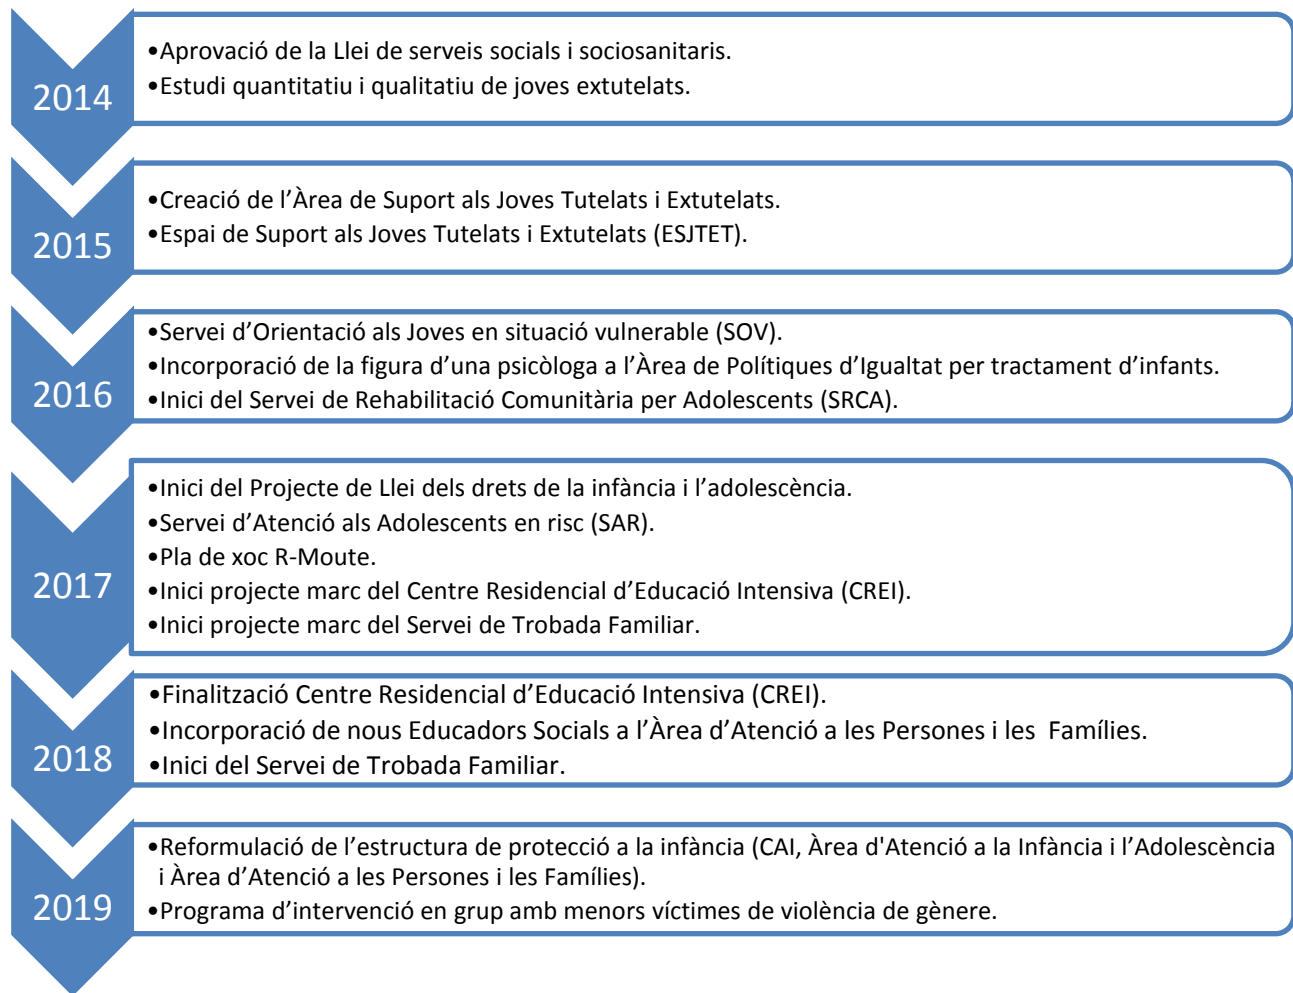 2014
•Aprovació de la Llei de serveis socials i sociosanitaris.
•Estudi quantitatiu i qualitatiu de joves extutelats.
2015
•Creació de l’Àrea de Suport als Joves Tutelats i Extutelats.
•Espai de Suport als Joves Tutelats i Extutelats (ESJTET).
2016
•Servei d’Orientació als Joves en situació vulnerable (SOV).
•Incorporació de la figura d’una psicòloga a l’Àrea de Polítiques d’Igualtat per tractament d’infants.
•Inici del Servei de Rehabilitació Comunitària per Adolescents (SRCA).
2017
•Inici del Projecte de Llei dels drets de la infància i l’adolescència.
•Servei d’Atenció als Adolescents en risc (SAR).
•Pla de xoc R-Moute.
•Inici projecte marc del Centre Residencial d’Educació Intensiva (CREI).
•Inici projecte marc del Servei de Trobada Familiar.
2018
•Finalització Centre Residencial d’Educació Intensiva (CREI).
•Incorporació de nous Educadors Socials a l’Àrea d’Atenció a les Persones i les  Famílies.
•Inici del Servei de Trobada Familiar.
2019
•Reformulació de l’estructura de protecció a la infància (CAI, Àrea d'Atenció a la Infància i l’Adolescència
i Àrea d’Atenció a les Persones i les Famílies).
•Programa d’intervenció en grup amb menors víctimes de violència de gènere.